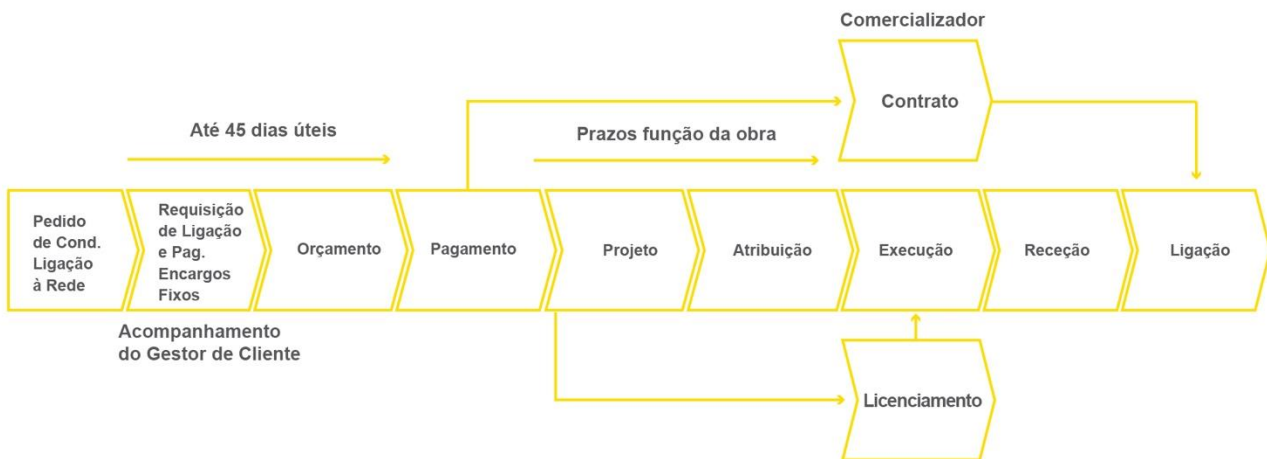 Comercializador
Contrato
Até 45 dias úteis
Prazos função da obra
Pedido
de Cond.
Ligação
à Rede
Requisição
de Ligação
e Pag.
Encargos
Fixos
Orçamento
Pagamento
Projeto
Atribuição
Execução
Receção
Ligação
Acompanhamento
do Gestor de Cliente
Licenciamento